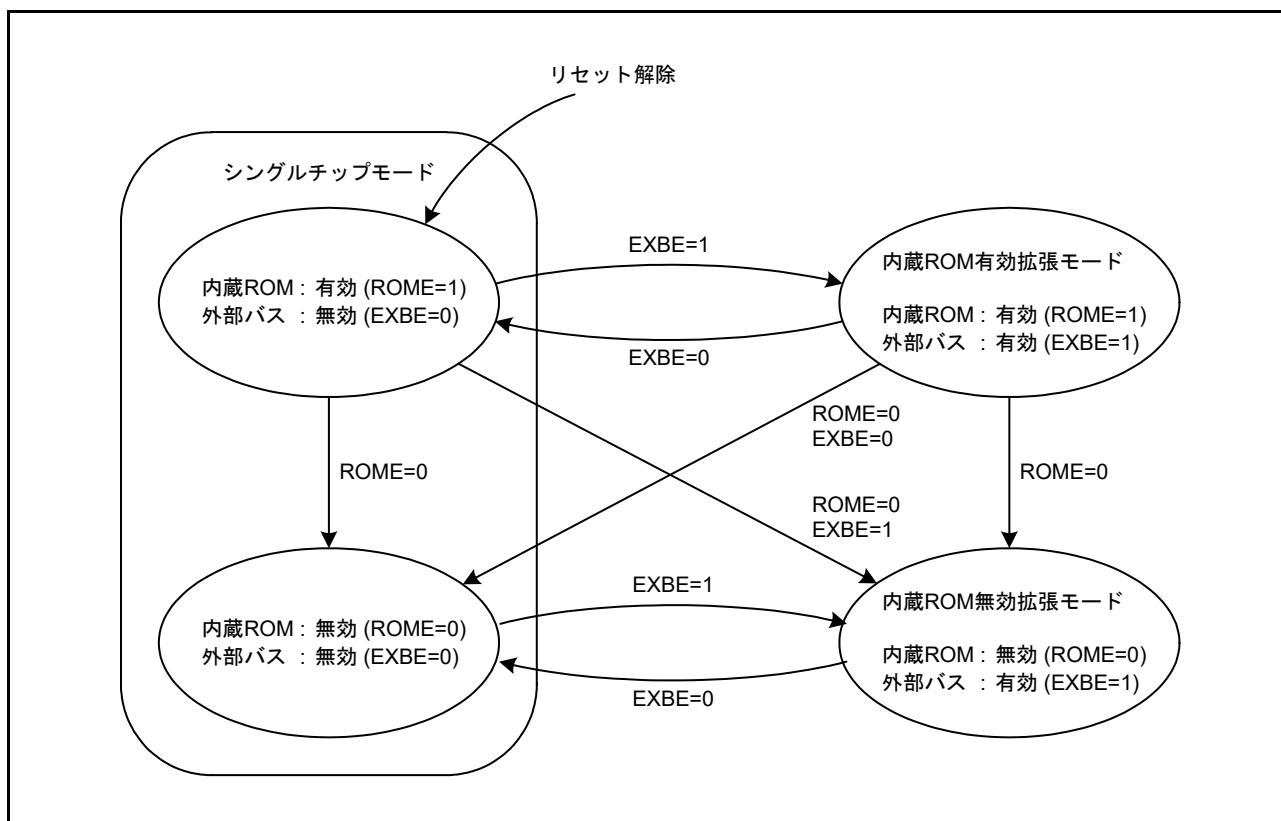 リセット解除
シングルチップモード
内蔵ROM : 有効 (ROME=1)
外部バス : 無効 (EXBE=0)
EXBE=1
EXBE=0
内蔵ROM有効拡張モード
内蔵ROM : 有効 (ROME=1)
外部バス : 有効 (EXBE=1)
ROME=0
ROME=0
EXBE=0
ROME=0
EXBE=1
ROME=0
内蔵ROM : 無効 (ROME=0)
外部バス : 無効 (EXBE=0)
EXBE=1
EXBE=0
内蔵ROM無効拡張モード
内蔵ROM : 無効 (ROME=0)
外部バス : 有効 (EXBE=1)